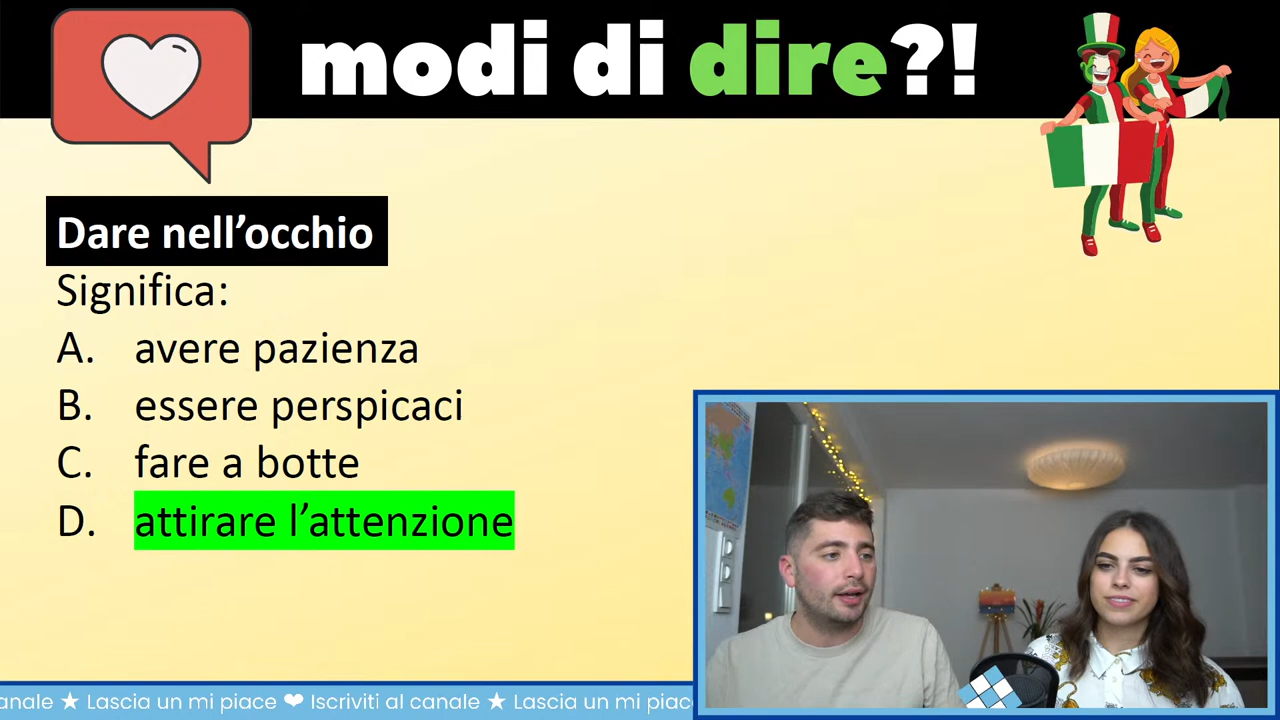 modi di dire?!
Dare nell’occhio
Significa:
A. avere pazienza
B. essere perspicaci
C. fare a botte
D. attirare l’attenzione
anale ★ Lascia un mi piace ❤ Iscriviti al canale ★ Lascia un mi piac